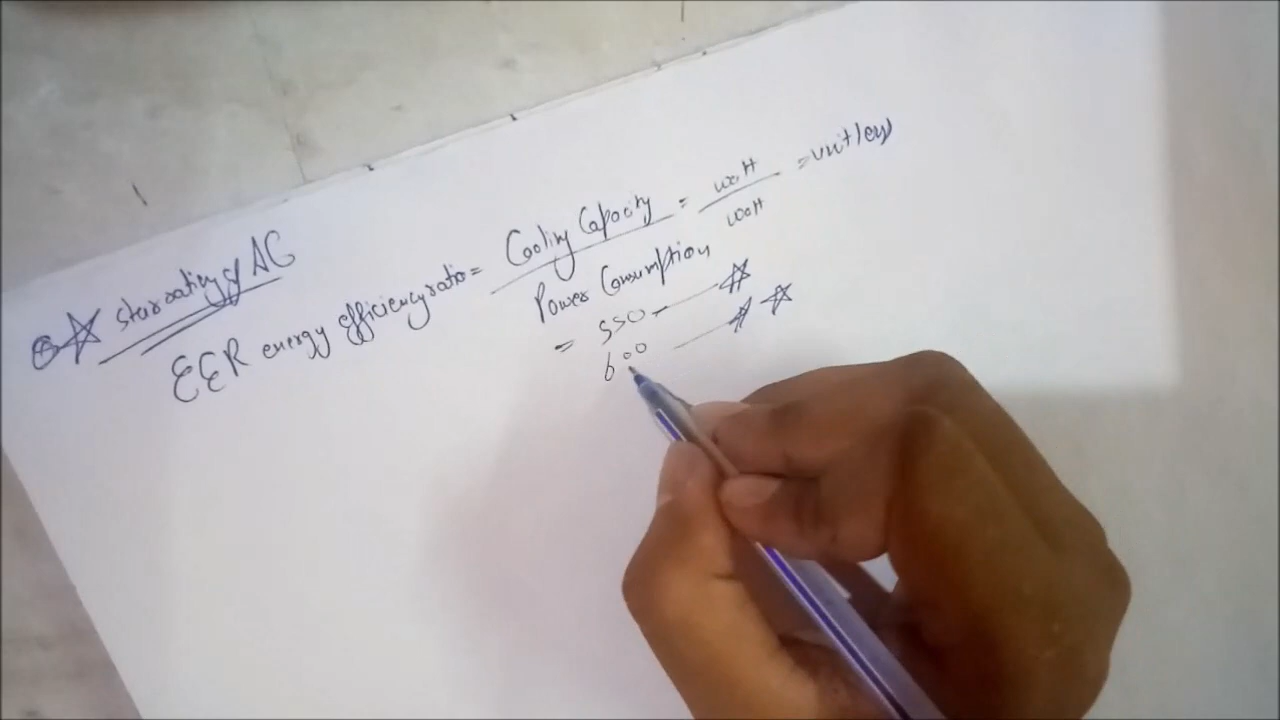 ☆ star rating of AC
EER energy efficiency ratio = Cooling Capacity / Power Consumption = watt / watt = unitless
= 550 — ☆
600 — ☆ ☆